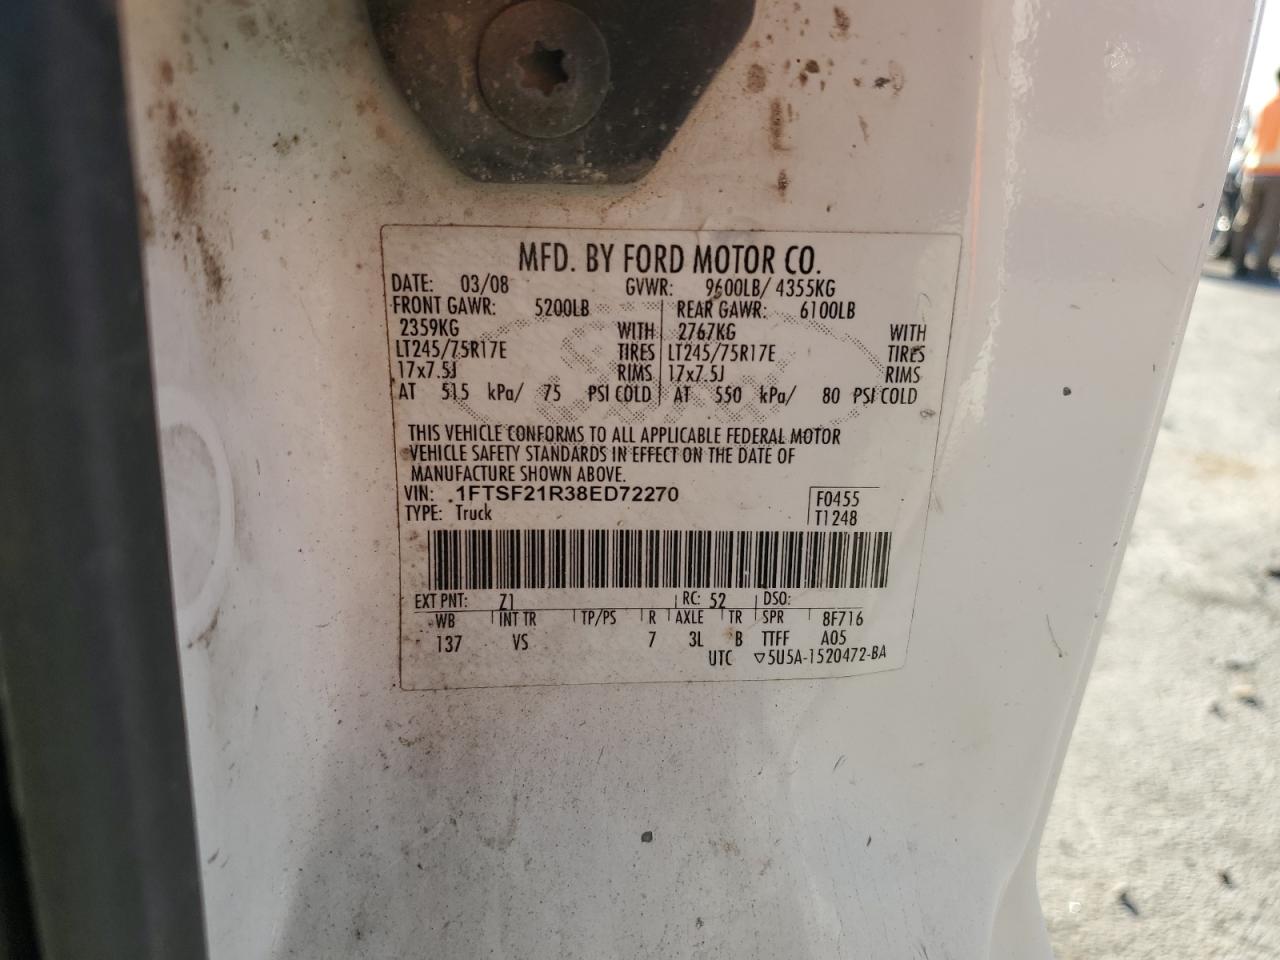 MFD. BY FORD MOTOR CO.
DATE: 03/08 GVWR: 9600LB/ 4355KG
FRONT GAWR: 5200LB REAR GAWR: 6100LB
2359KG WITH 2767KG WITH
LT245/75R17E TIRES LT245/75R17E TIRES
17x7.5J RIMS 17x7.5J RIMS
AT 515 kPa/ 75 PSI COLD AT 550 kPa/ 80 PSI COLD
THIS VEHICLE CONFORMS TO ALL APPLICABLE FEDERAL MOTOR
VEHICLE SAFETY STANDARDS IN EFFECT ON THE DATE OF
MANUFACTURE SHOWN ABOVE.
VIN: 1FTSF21R38ED72270 F0455
TYPE: Truck T1248
EXT PNT: Z1 RC: 52 DSO:
WB INT TR TP/PS R AXLE TR SPR 8F716
137 VS 7 3L B TTFF A05
UTC ▽5U5A-1520472-BA